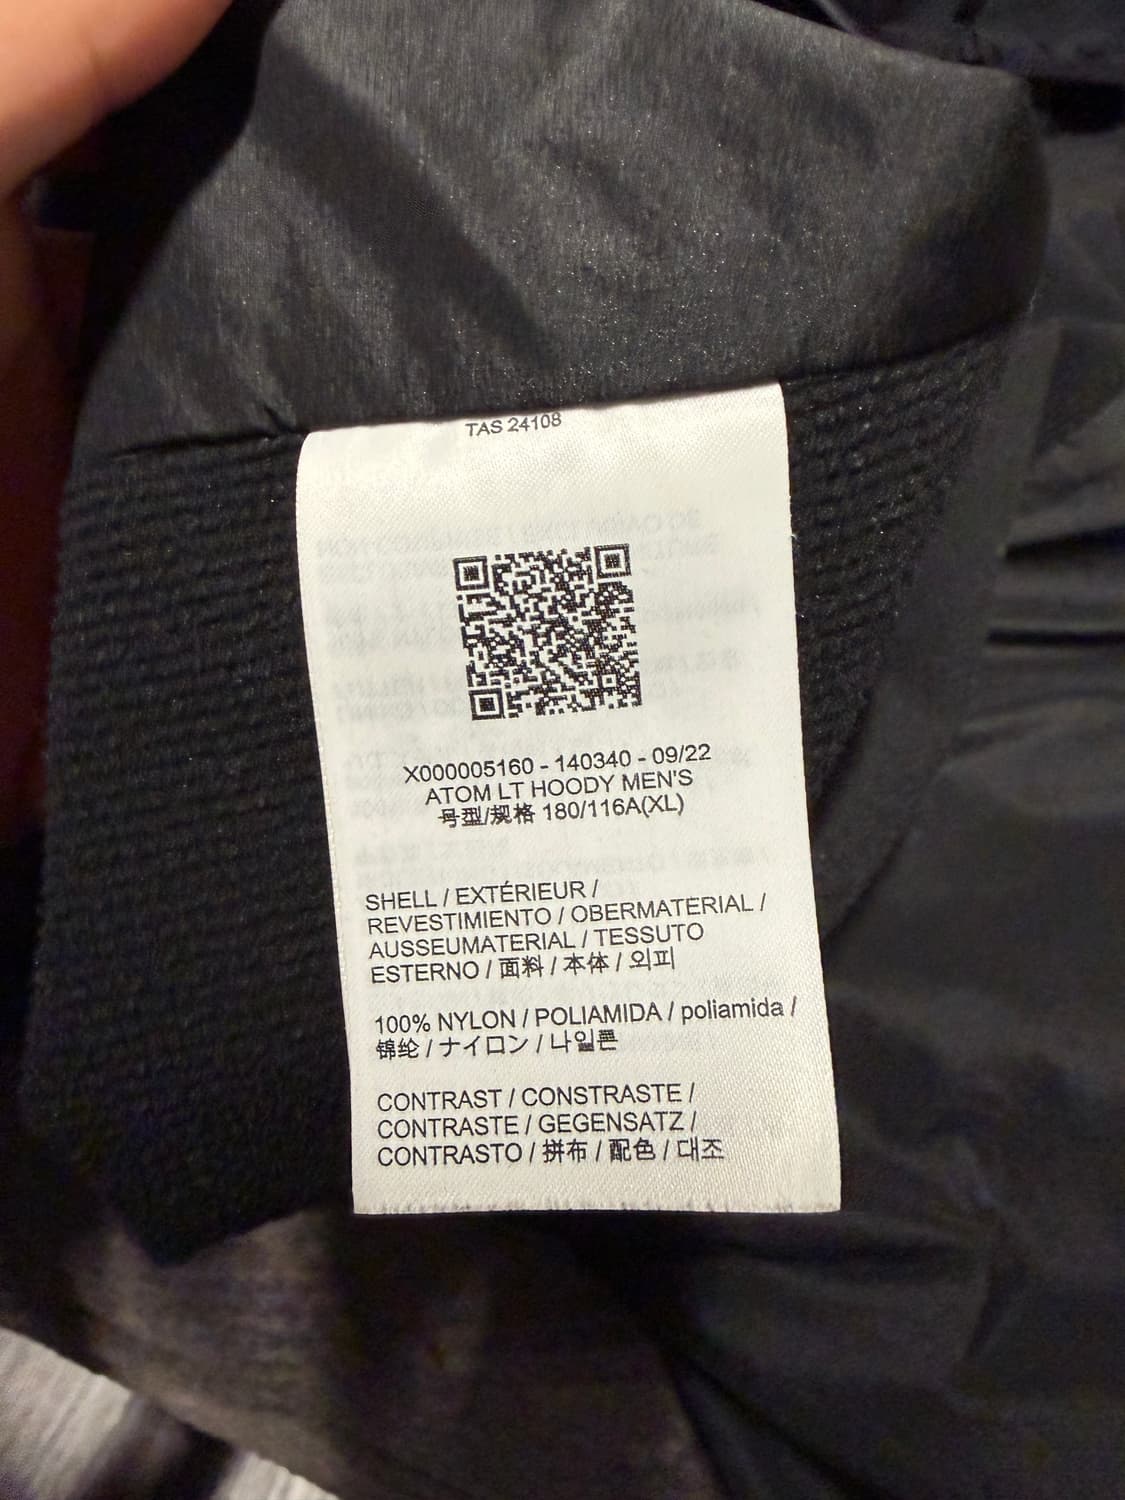 TAS 24108
X000005160 - 140340 - 09/22
ATOM LT HOODY MEN'S
号型/规格 180/116A(XL)
SHELL / EXTÉRIEUR /
REVESTIMIENTO / OBERMATERIAL /
AUSSEUMATERIAL / TESSUTO
ESTERNO / 面料 / 本体 / 외피
100% NYLON / POLIAMIDA / poliamida /
锦纶 / ナイロン / 나일론
CONTRAST / CONSTRASTE /
CONTRASTE / GEGENSATZ /
CONTRASTO / 拼布 / 配色 / 대조